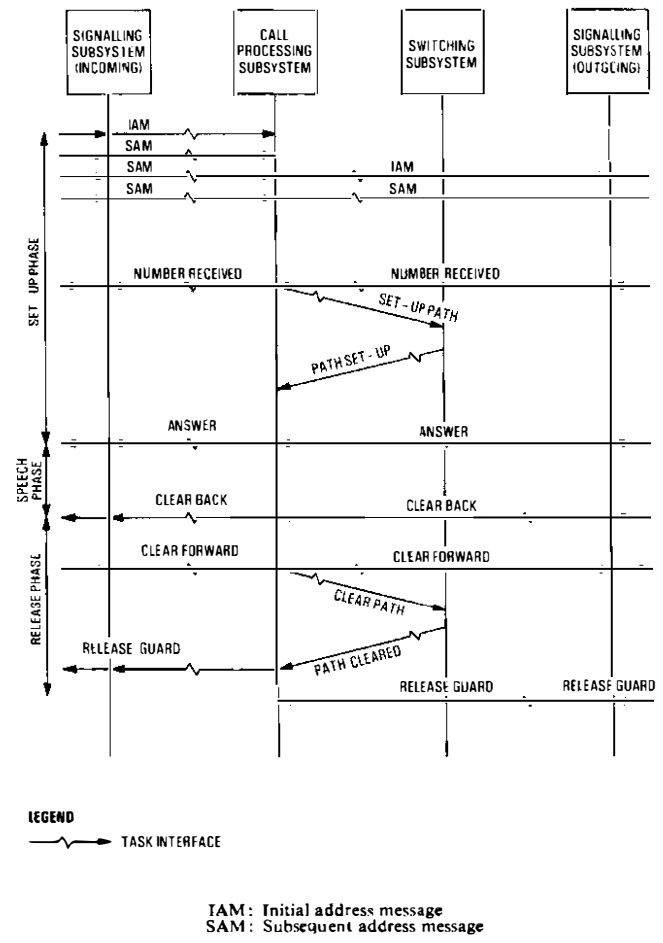 SIGNALLING SUBSYSTEM (INCOMING)
CALL PROCESSING SUBSYSTEM
SWITCHING SUBSYSTEM
SIGNALLING SUBSYSTEM (OUTGOING)
IAM
SAM
SAM IAM
SAM SAM
SET-UP PHASE
NUMBER RECEIVED NUMBER RECEIVED
SET-UP PATH
PATH SET-UP
ANSWER ANSWER
SPEECH PHASE
CLEAR BACK CLEAR BACK
RELEASE PHASE
CLEAR FORWARD CLEAR FORWARD
CLEAR PATH
PATH CLEARED
RELEASE GUARD
RELEASE GUARD RELEASE GUARD
LEGEND
TASK INTERFACE
IAM: Initial address message
SAM: Subsequent address message